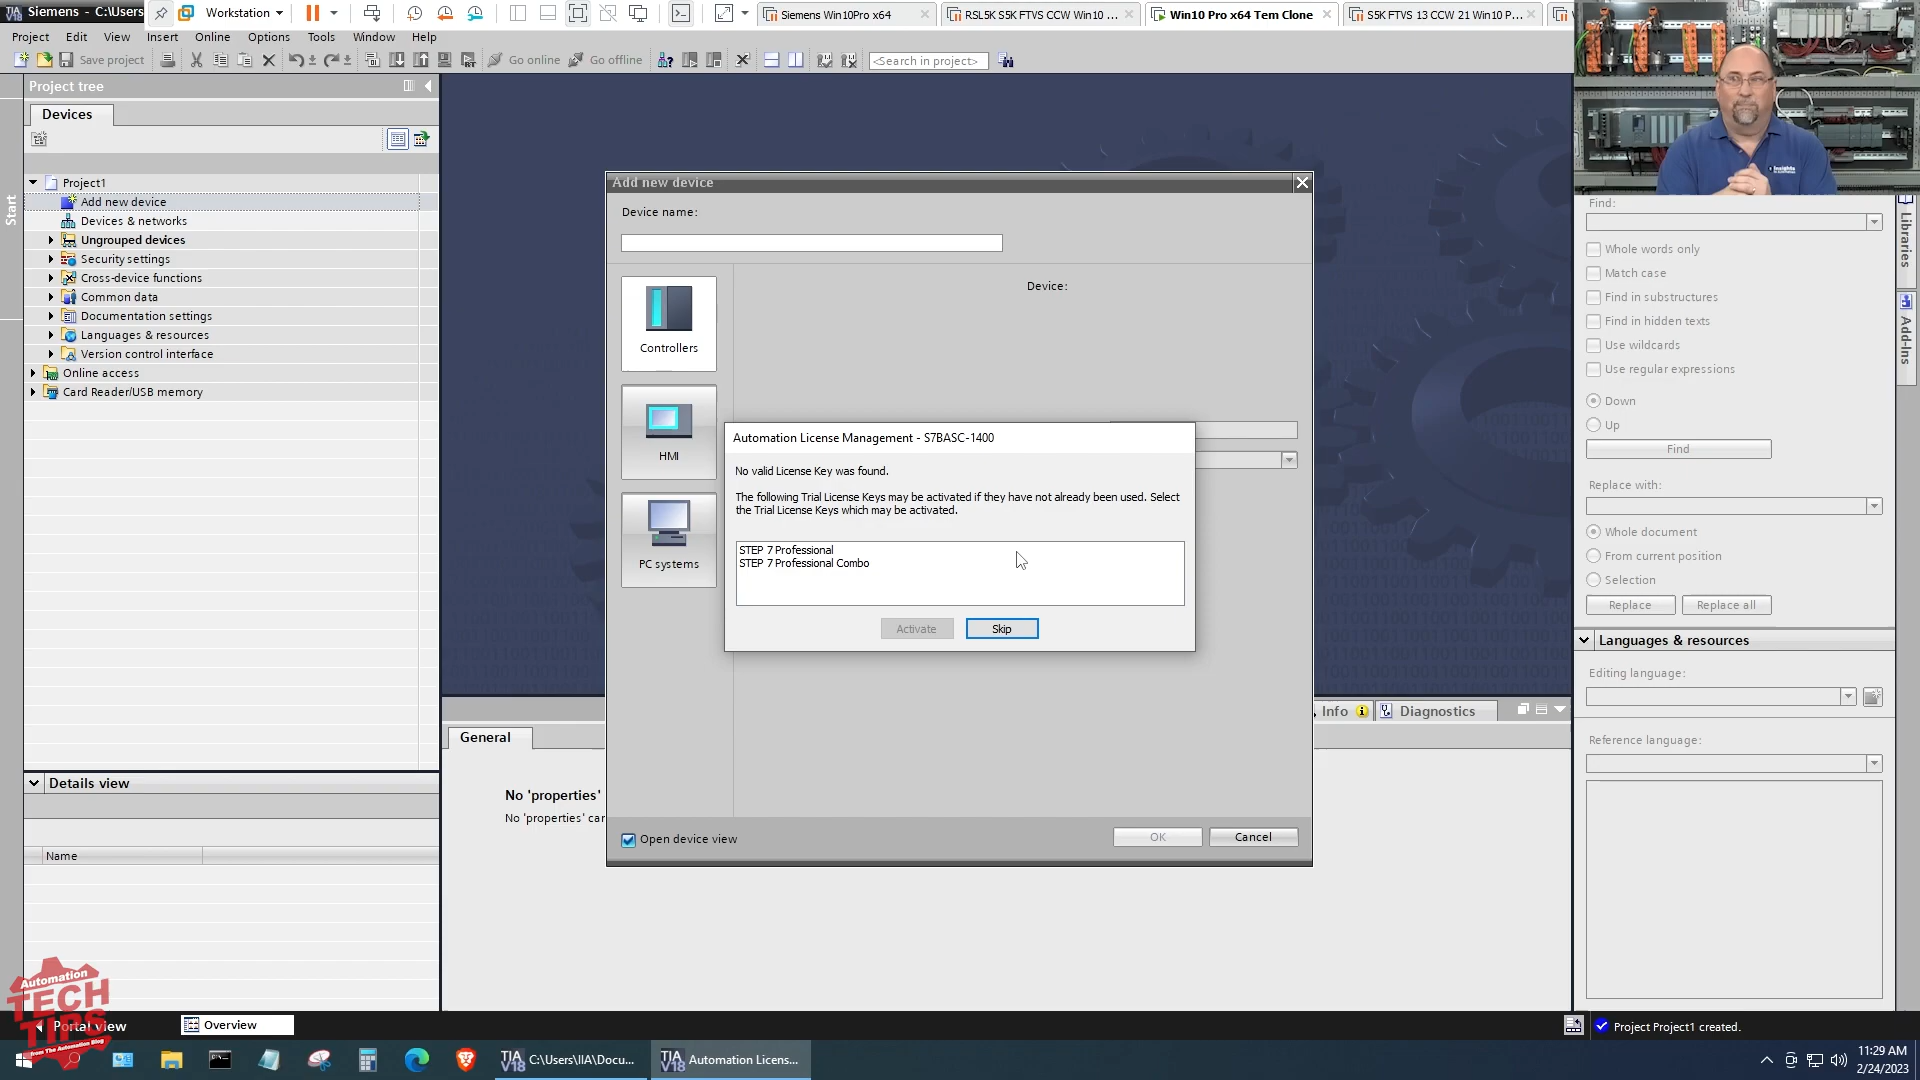 Siemens - C:\Users
Workstation
Siemens Win10Pro x64
RSL5K S5K FTVS CCW Win10 ...
Win10 Pro x64 Tem Clone
S5K FTVS 13 CCW 21 Win10 P...
Project Edit View Insert Online Options Tools Window Help
Save project
Go online
Go offline
<Search in project>
Project tree
Devices
Start
Project1
Add new device
Devices & networks
Ungrouped devices
Security settings
Cross-device functions
Common data
Documentation settings
Languages & resources
Version control interface
Online access
Card Reader/USB memory
Details view
Name
Portal view
Overview
Add new device
Device name:
Device:
Controllers
HMI
PC systems
Automation License Management - S7BASC-1400
No valid License Key was found.
The following Trial License Keys may be activated if they have not already been used. Select
the Trial License Keys which may be activated.
STEP 7 Professional
STEP 7 Professional Combo
Activate
Skip
Open device view
OK
Cancel
Info
Diagnostics
General
No 'properties'
No 'properties' car
Find:
Whole words only
Match case
Find in substructures
Find in hidden texts
Use wildcards
Use regular expressions
Down
Up
Find
Replace with:
Whole document
From current position
Selection
Replace
Replace all
Languages & resources
Editing language:
Reference language:
Libraries
Add-Ins
Project Project1 created.
Automation
TECH
TIPS
from The Automation Blog
TIA
V18
C:\Users\IIA\Docu...
TIA
V18
Automation Licens...
11:29 AM
2/24/2023